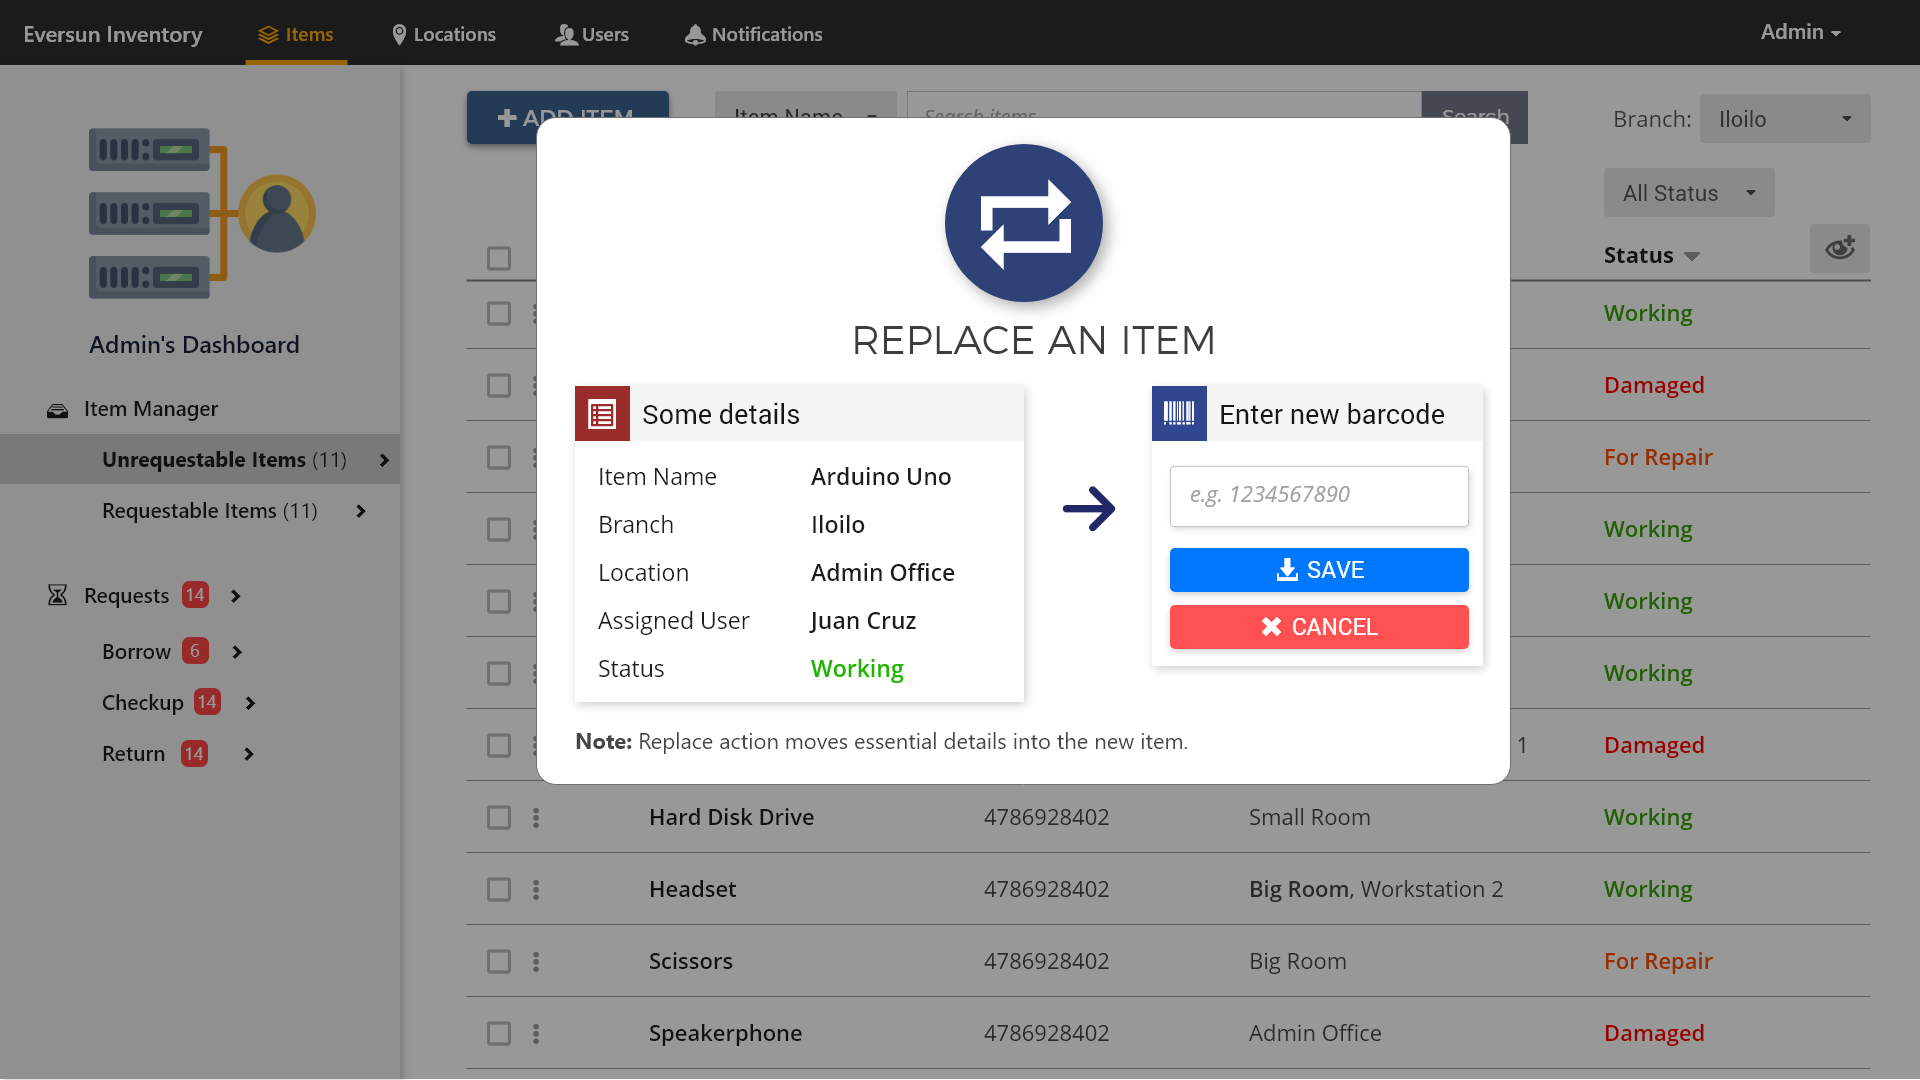 Eversun Inventory Items Locations Users Notifications Admin
ADD ITEM Item Name Search items Search Branch: Iloilo
All Status
Status
Admin's Dashboard
Item Manager
Unrequestable Items (11)
Requestable Items (11)
Requests 14
Borrow 6
Checkup 14
Return 14
REPLACE AN ITEM
Some details
Item Name Arduino Uno
Branch Iloilo
Location Admin Office
Assigned User Juan Cruz
Status Working
Enter new barcode
e.g. 1234567890
SAVE
CANCEL
Note: Replace action moves essential details into the new item.
Working
Damaged
For Repair
Working
Working
Working
1 Damaged
Hard Disk Drive 4786928402 Small Room Working
Headset 4786928402 Big Room, Workstation 2 Working
Scissors 4786928402 Big Room For Repair
Speakerphone 4786928402 Admin Office Damaged